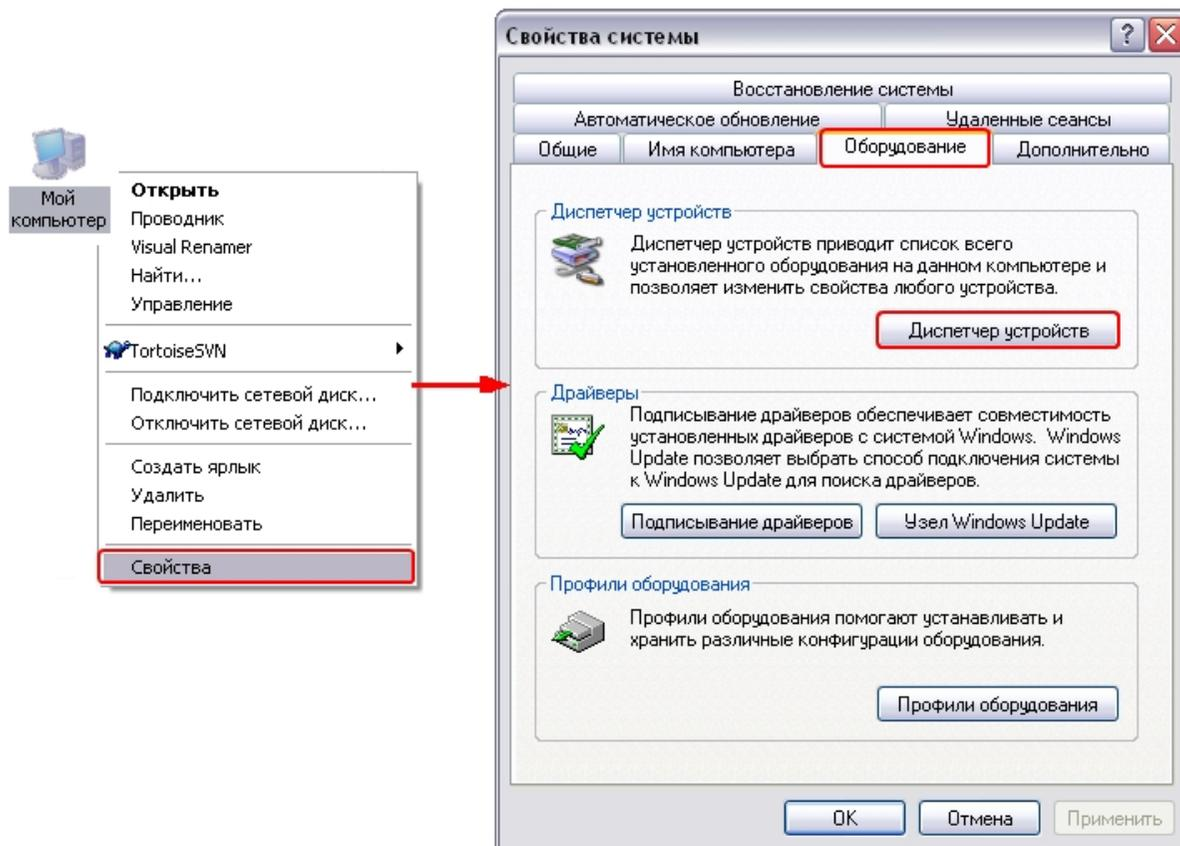 Мой
компьютер
Открыть
Проводник
Visual Renamer
Найти...
Управление
TortoiseSVN
Подключить сетевой диск...
Отключить сетевой диск...
Создать ярлык
Удалить
Переименовать
Свойства
Свойства системы
Восстановление системы
Автоматическое обновление
Удаленные сеансы
Общие
Имя компьютера
Оборудование
Дополнительно
Диспетчер устройств
Диспетчер устройств приводит список всего
установленного оборудования на данном компьютере и
позволяет изменить свойства любого устройства.
Диспетчер устройств
Драйверы
Подписывание драйверов обеспечивает совместимость
установленных драйверов с системой Windows. Windows
Update позволяет выбрать способ подключения системы
к Windows Update для поиска драйверов.
Подписывание драйверов
Узел Windows Update
Профили оборудования
Профили оборудования помогают устанавливать и
хранить различные конфигурации оборудования.
Профили оборудования
OK
Отмена
Применить